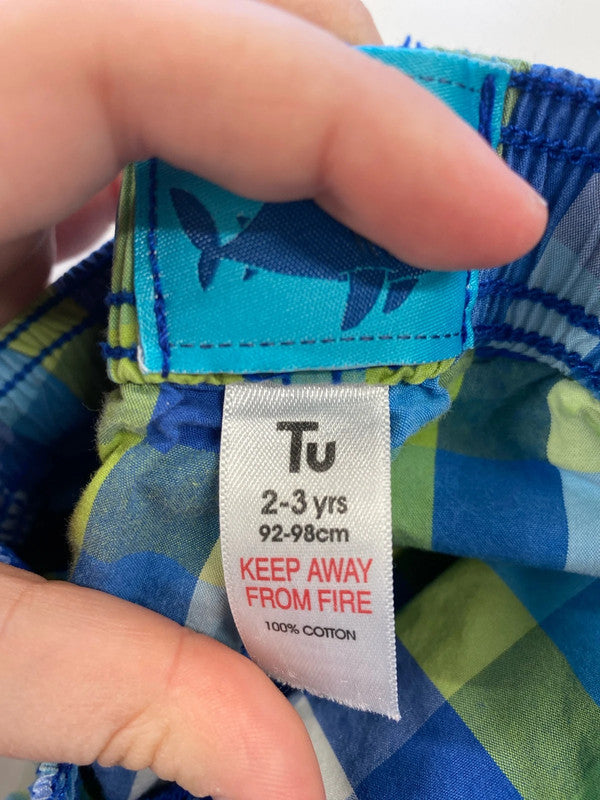 Tu
2-3 yrs
92-98cm
KEEP AWAY
FROM FIRE
100% COTTON